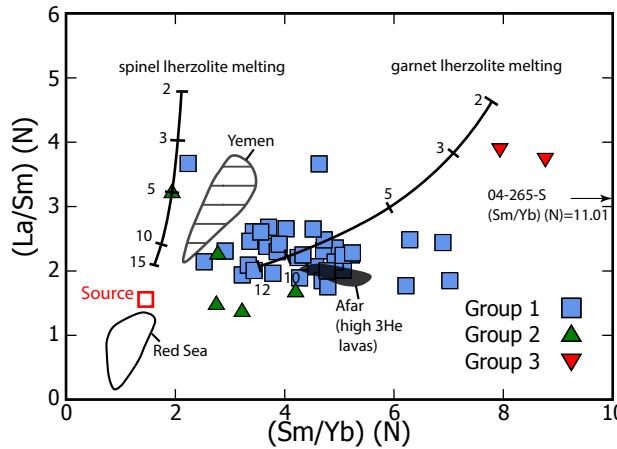 6
5
4
3
2
1
0
(La/Sm) (N)
spinel lherzolite melting
garnet lherzolite melting
2
3
5
10
15
2
3
5
10
12
Yemen
04-265-S
(Sm/Yb) (N)=11.01
Source
Red Sea
Afar
(high 3He
lavas)
Group 1
Group 2
Group 3
0
2
4
6
8
10
(Sm/Yb) (N)